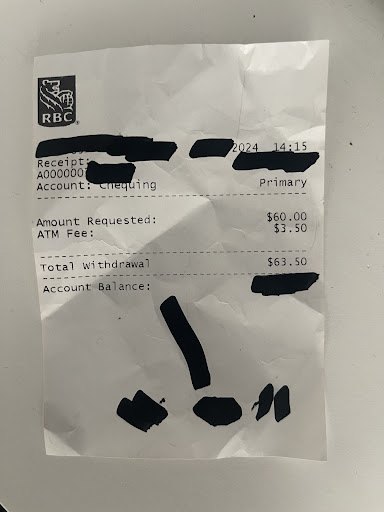 RBC
2024 14:15
Receipt:
A000000
Account: Chequing Primary
Amount Requested: $60.00
ATM Fee: $3.50
Total Withdrawal $63.50
Account Balance: